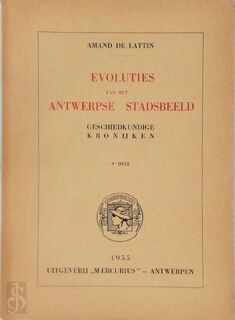 AMAND DE LATTIN
EVOLUTIES
VAN HET
ANTWERPSE STADSBEELD
GESCHIEDKUNDIGE
KRONIJKEN
1955
UITGEVERIJ „MERCURIUS” — ANTWERPEN